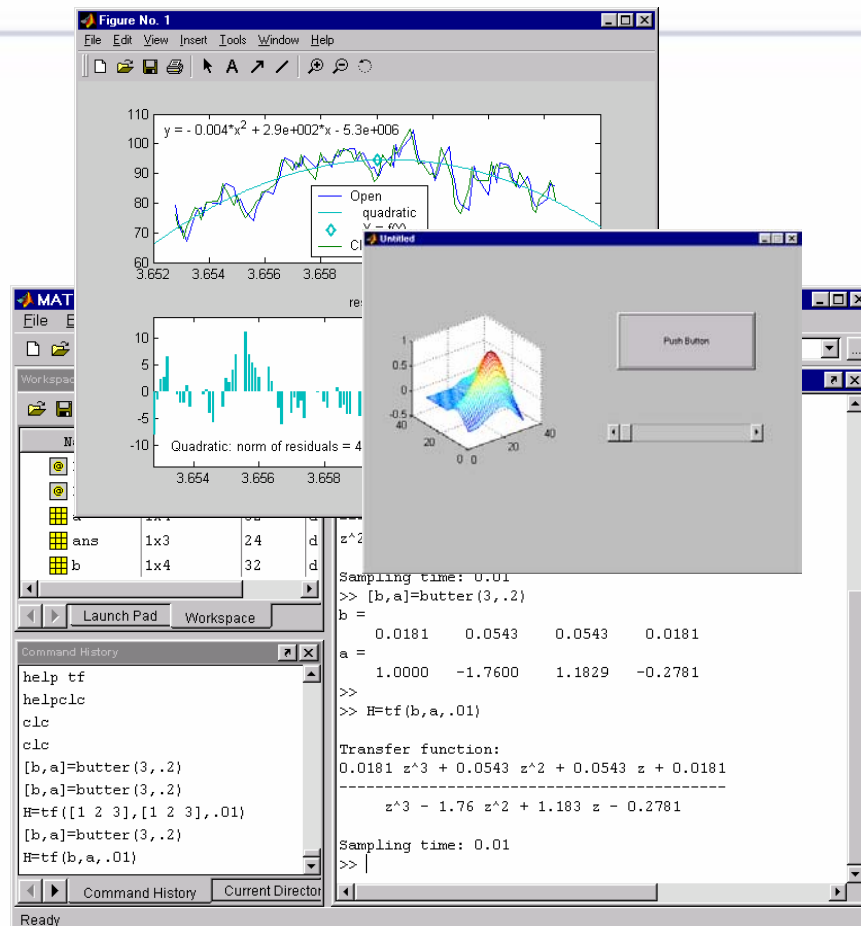 Figure No. 1
File Edit View Insert Tools Window Help
110
100
90
80
70
60
y = - 0.004*x² + 2.9e+002*x - 5.3e+006
Open
quadratic
3.652 3.654 3.656 3.658
10
5
0
-5
-10
Quadratic: norm of residuals = 4
3.654 3.656 3.658
Untitled
1
0.5
0
-0.5
40
20
0 0
20
40
Push Button
File
1x4 32 d
ans 1x3 24 d
b 1x4 32 d
Launch Pad Workspace
Command History
help tf
helpclc
clc
clc
[b,a]=butter(3,.2)
[b,a]=butter(3,.2)
H=tf([1 2 3],[1 2 3],.01)
[b,a]=butter(3,.2)
H=tf(b,a,.01)
Command History Current Director
Ready
Sampling time: 0.01
>> [b,a]=butter(3,.2)
b =
0.0181 0.0543 0.0543 0.0181
a =
1.0000 -1.7600 1.1829 -0.2781
>>
>> H=tf(b,a,.01)
Transfer function:
0.0181 z^3 + 0.0543 z^2 + 0.0543 z + 0.0181
-------------------------------------------
z^3 - 1.76 z^2 + 1.183 z - 0.2781
Sampling time: 0.01
>>